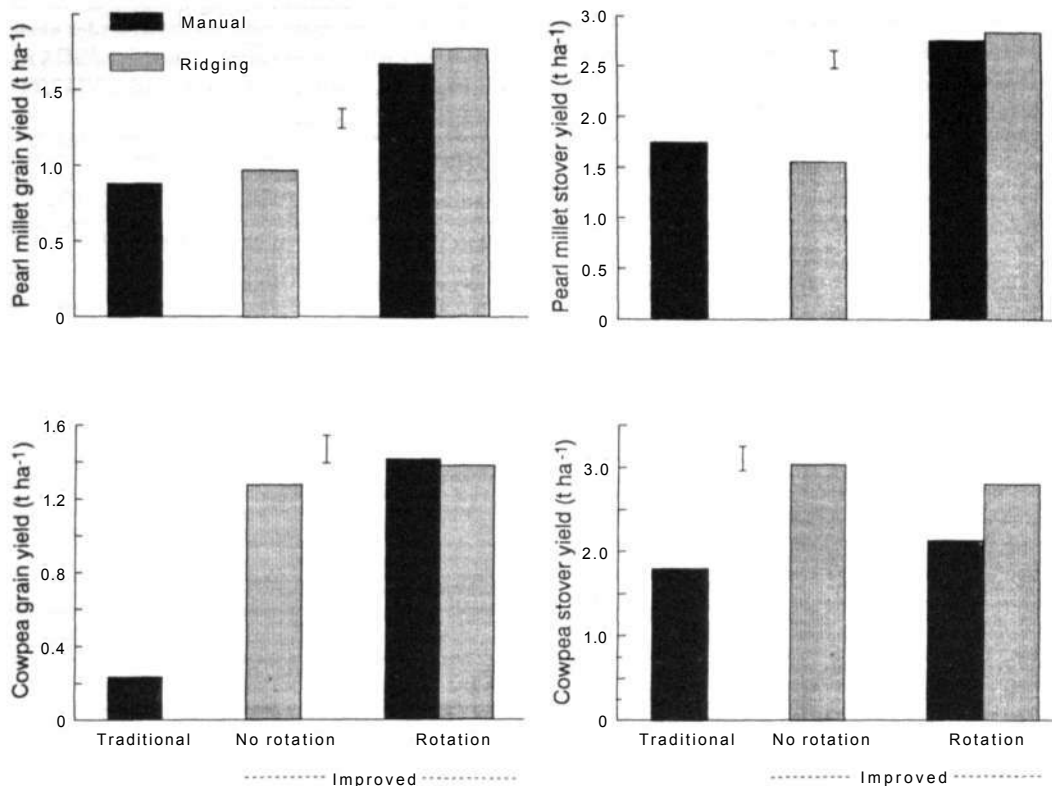 Manual
Ridging
Pearl millet grain yield (t ha-1)
1.5
1.0
0.5
0
Pearl millet stover yield (t ha-1)
3.0
2.5
2.0
1.5
1.0
0.5
0
Cowpea grain yield (t ha-1)
1.6
1.2
0.8
0.4
0
Traditional No rotation Rotation
Improved
Cowpea stover yield (t ha-1)
3.0
2.0
1.0
0
Traditional No rotation Rotation
Improved